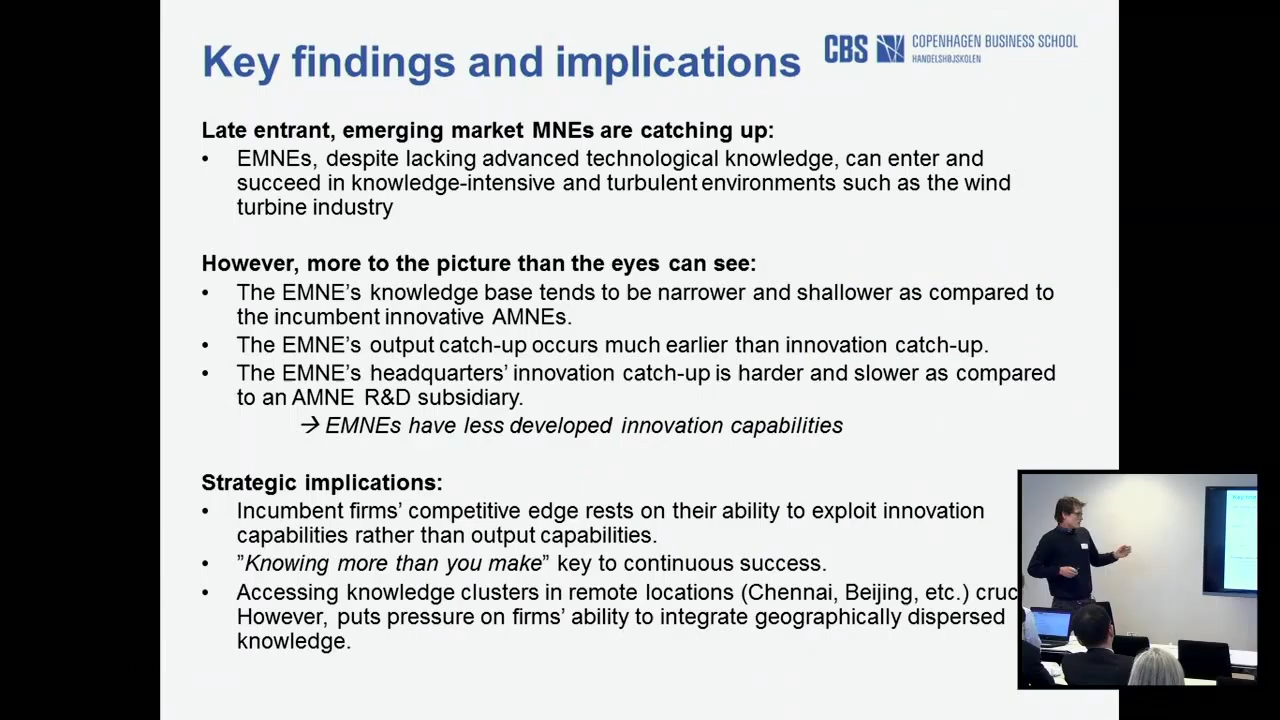 Key findings and implications
CBS COPENHAGEN BUSINESS SCHOOL
HANDELSHØJSKOLEN
Late entrant, emerging market MNEs are catching up:
• EMNEs, despite lacking advanced technological knowledge, can enter and
succeed in knowledge-intensive and turbulent environments such as the wind
turbine industry
However, more to the picture than the eyes can see:
• The EMNE's knowledge base tends to be narrower and shallower as compared to
the incumbent innovative AMNEs.
• The EMNE's output catch-up occurs much earlier than innovation catch-up.
• The EMNE's headquarters' innovation catch-up is harder and slower as compared
to an AMNE R&D subsidiary.
→ EMNEs have less developed innovation capabilities
Strategic implications:
• Incumbent firms' competitive edge rests on their ability to exploit innovation
capabilities rather than output capabilities.
• "Knowing more than you make" key to continuous success.
• Accessing knowledge clusters in remote locations (Chennai, Beijing, etc.) cruc
However, puts pressure on firms' ability to integrate geographically dispersed
knowledge.